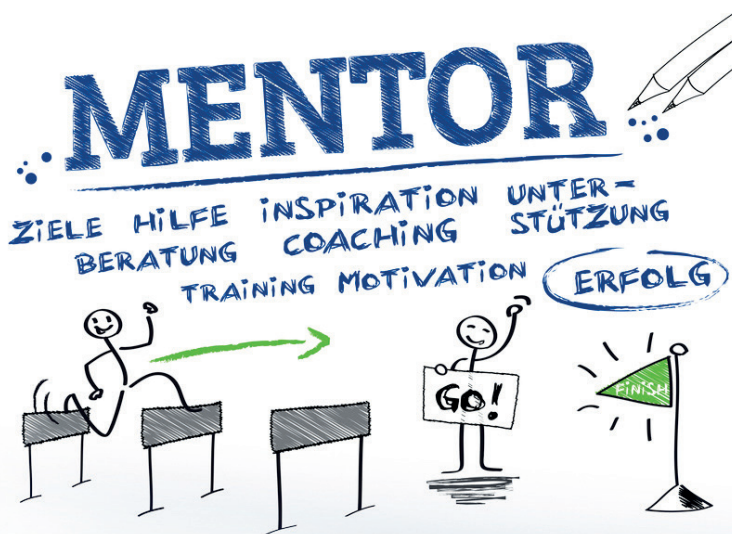 MENTOR
ZiELE HiLFE iNSPiRATiON UNTER-
BERATUNG COACHiNG STÜTZUNG
TRAiNiNG MOTiVATiON ERFOLG
GO!
FiNiSH